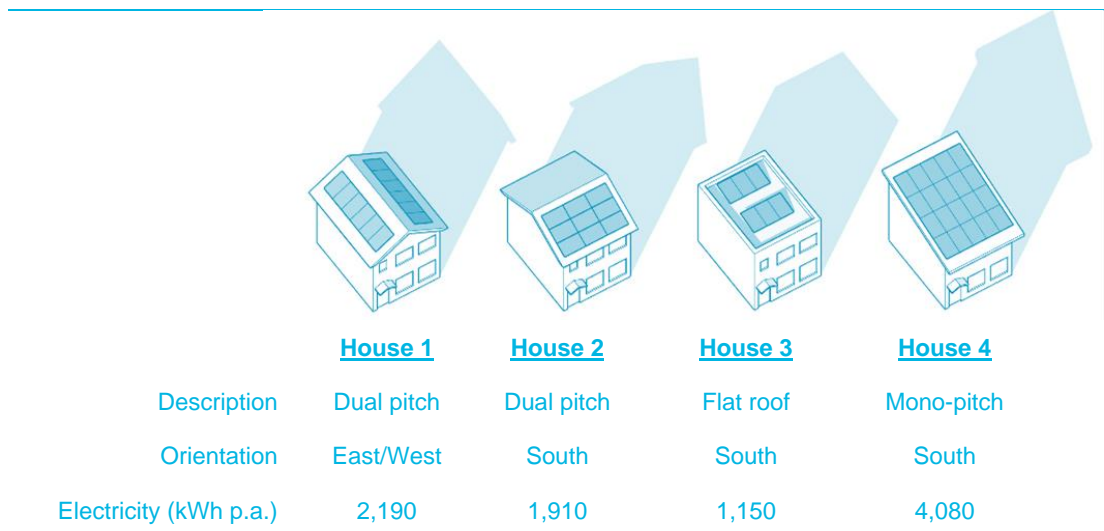 House 1 House 2 House 3 House 4
Description Dual pitch Dual pitch Flat roof Mono-pitch
Orientation East/West South South South
Electricity (kWh p.a.) 2,190 1,910 1,150 4,080